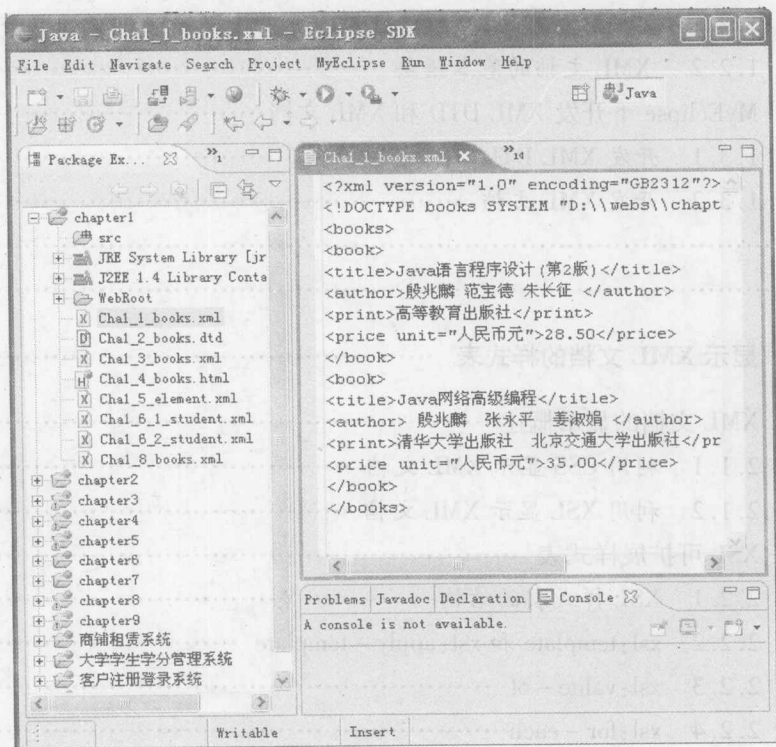 Java - Cha1_1_books.xml - Eclipse SDK
File Edit Navigate Search Project MyEclipse Run Window Help
Java
Package Ex...
Cha1_1_books.xml
chapter1
src
JRE System Library [jr
J2EE 1.4 Library Conta
WebRoot
Cha1_1_books.xml
Cha1_2_books.dtd
Cha1_3_books.xml
Cha1_4_books.html
Cha1_5_element.xml
Cha1_6_1_student.xml
Cha1_6_2_student.xml
Cha1_8_books.xml
chapter2
chapter3
chapter4
chapter5
chapter6
chapter7
chapter8
chapter9
商铺租赁系统
大学学生学分管理系统
客户注册登录系统
<?xml version="1.0" encoding="GB2312"?>
<!DOCTYPE books SYSTEM "D:\\webs\\chapt
<books>
<book>
<title>Java语言程序设计(第2版)</title>
<author>殷兆麟 范宝德 朱长征 </author>
<print>高等教育出版社</print>
<price unit="人民币元">28.50</price>
</book>
<book>
<title>Java网络高级编程</title>
<author> 殷兆麟 张永平 姜淑娟 </author>
<print>清华大学出版社 北京交通大学出版社</pr
<price unit="人民币元">35.00</price>
</book>
</books>
Problems Javadoc Declaration Console
A console is not available.
Writable Insert